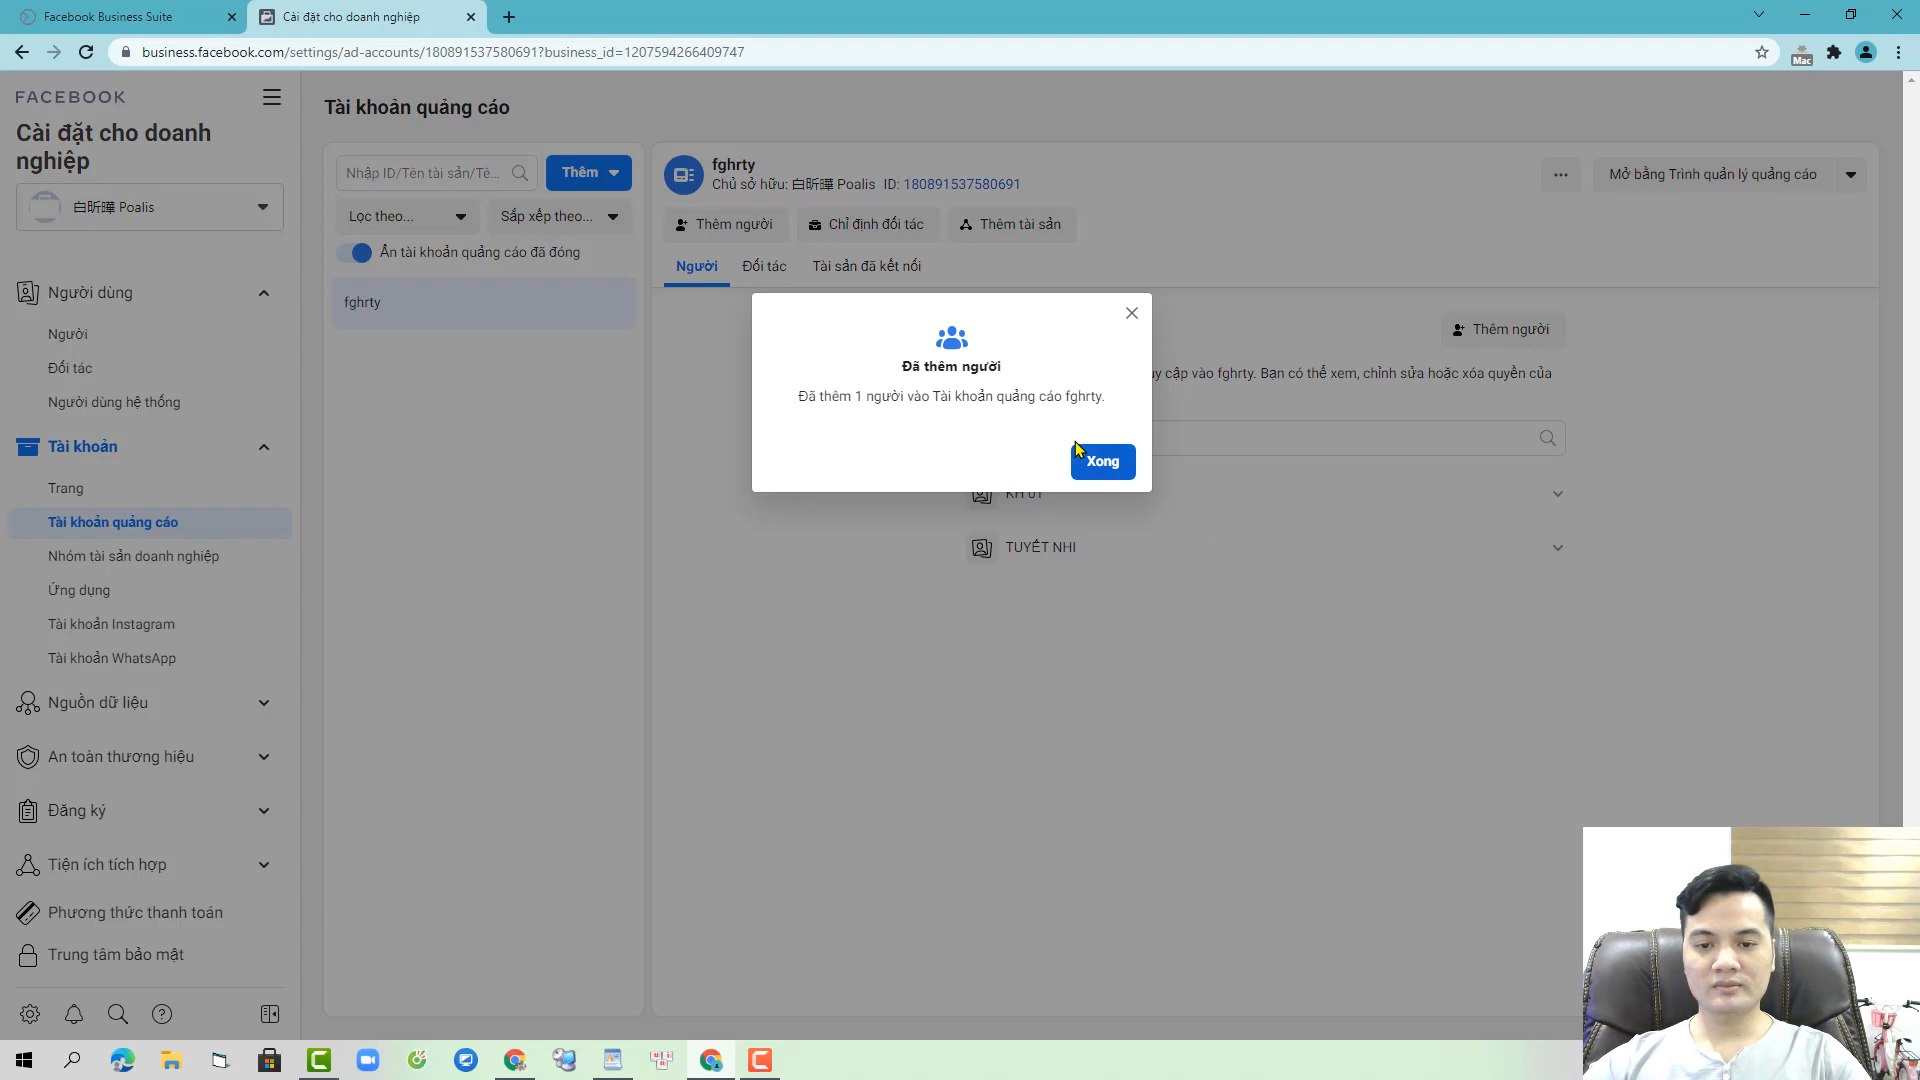 Facebook Business Suite
Cài đặt cho doanh nghiệp
business.facebook.com/settings/ad-accounts/180891537580691?business_id=1207594266409747
Mac
FACEBOOK
Cài đặt cho doanh
nghiệp
白昕曄 Poalis
Người dùng
Người
Đối tác
Người dùng hệ thống
Tài khoản
Trang
Tài khoản quảng cáo
Nhóm tài sản doanh nghiệp
Ứng dụng
Tài khoản Instagram
Tài khoản WhatsApp
Nguồn dữ liệu
An toàn thương hiệu
Đăng ký
Tiện ích tích hợp
Phương thức thanh toán
Trung tâm bảo mật
Tài khoản quảng cáo
Nhập ID/Tên tài sản/Tê...
Thêm
Lọc theo...
Sắp xếp theo...
Ẩn tài khoản quảng cáo đã đóng
fghrty
fghrty
Chủ sở hữu: 白昕曄 Poalis ID: 180891537580691
Mở bằng Trình quản lý quảng cáo
Thêm người
Chỉ định đối tác
Thêm tài sản
Người
Đối tác
Tài sản đã kết nối
Thêm người
cập vào fghrty. Bạn có thể xem, chỉnh sửa hoặc xóa quyền của
Đã thêm người
Đã thêm 1 người vào Tài khoản quảng cáo fghrty.
Xong
TUYẾT NHI